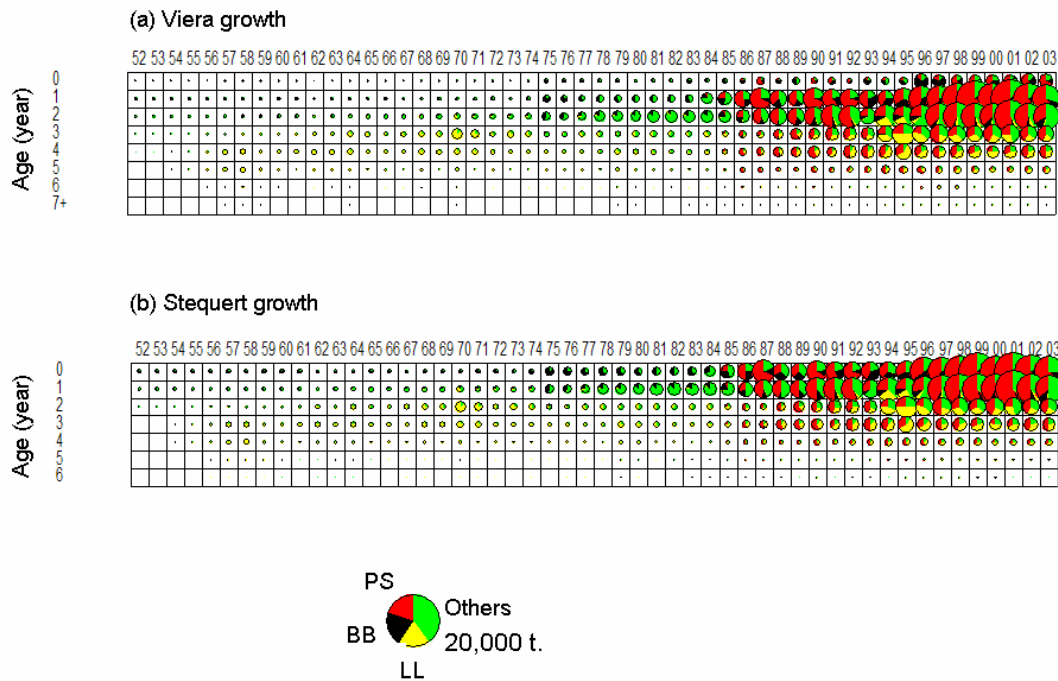 (a) Viera growth
52 53 54 55 56 57 58 59 60 61 62 63 64 65 66 67 68 69 70 71 72 73 74 75 76 77 78 79 80 81 82 83 84 85 86 87 88 89 90 91 92 93 94 95 96 97 98 99 00 01 02 03
Age (year)
0
1
2
3
4
5
6
7+
(b) Stequert growth
52 53 54 55 56 57 58 59 60 61 62 63 64 65 66 67 68 69 70 71 72 73 74 75 76 77 78 79 80 81 82 83 84 85 86 87 88 89 90 91 92 93 94 95 96 97 98 99 00 01 02 03
Age (year)
0
1
2
3
4
5
6
PS
Others
BB
20,000 t.
LL